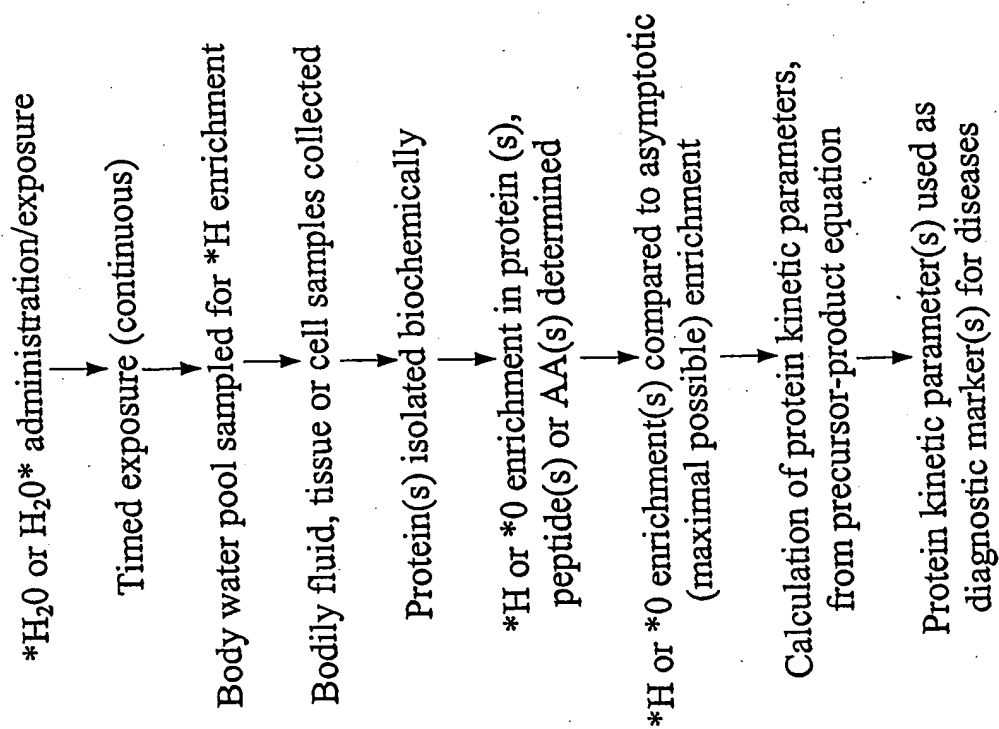 *H₂0 or H₂0* administration/exposure
Timed exposure (continuous)
Body water pool sampled for *H enrichment
Bodily fluid, tissue or cell samples collected
Protein(s) isolated biochemically
*H or *0 enrichment in protein (s),
peptide(s) or AA(s) determined
*H or *0 enrichment(s) compared to asymptotic
(maximal possible) enrichment
Calculation of protein kinetic parameters,
from precursor-product equation
Protein kinetic parameter(s) used as
diagnostic marker(s) for diseases